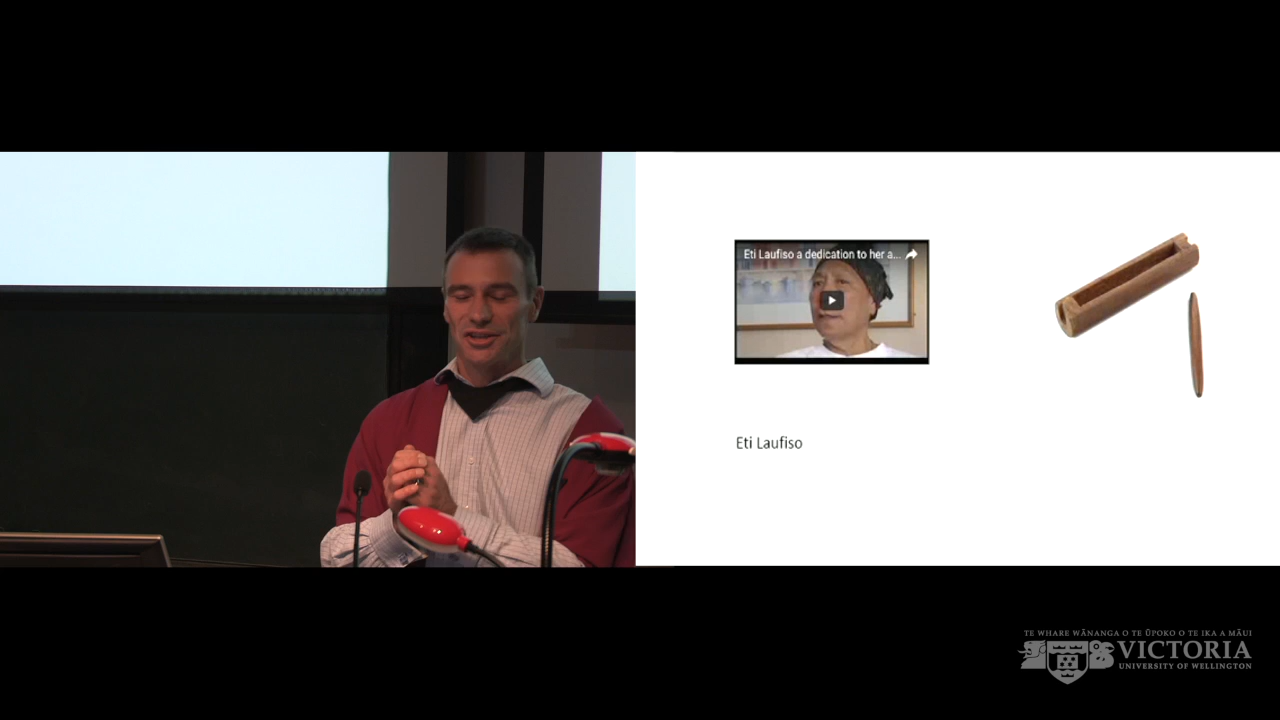 Eti Laufiso a dedication to her a...
Eti Laufiso
TE WHARE WĀNANGA O TE ŪPOKO O TE IKA A MĀUI
VICTORIA
UNIVERSITY OF WELLINGTON